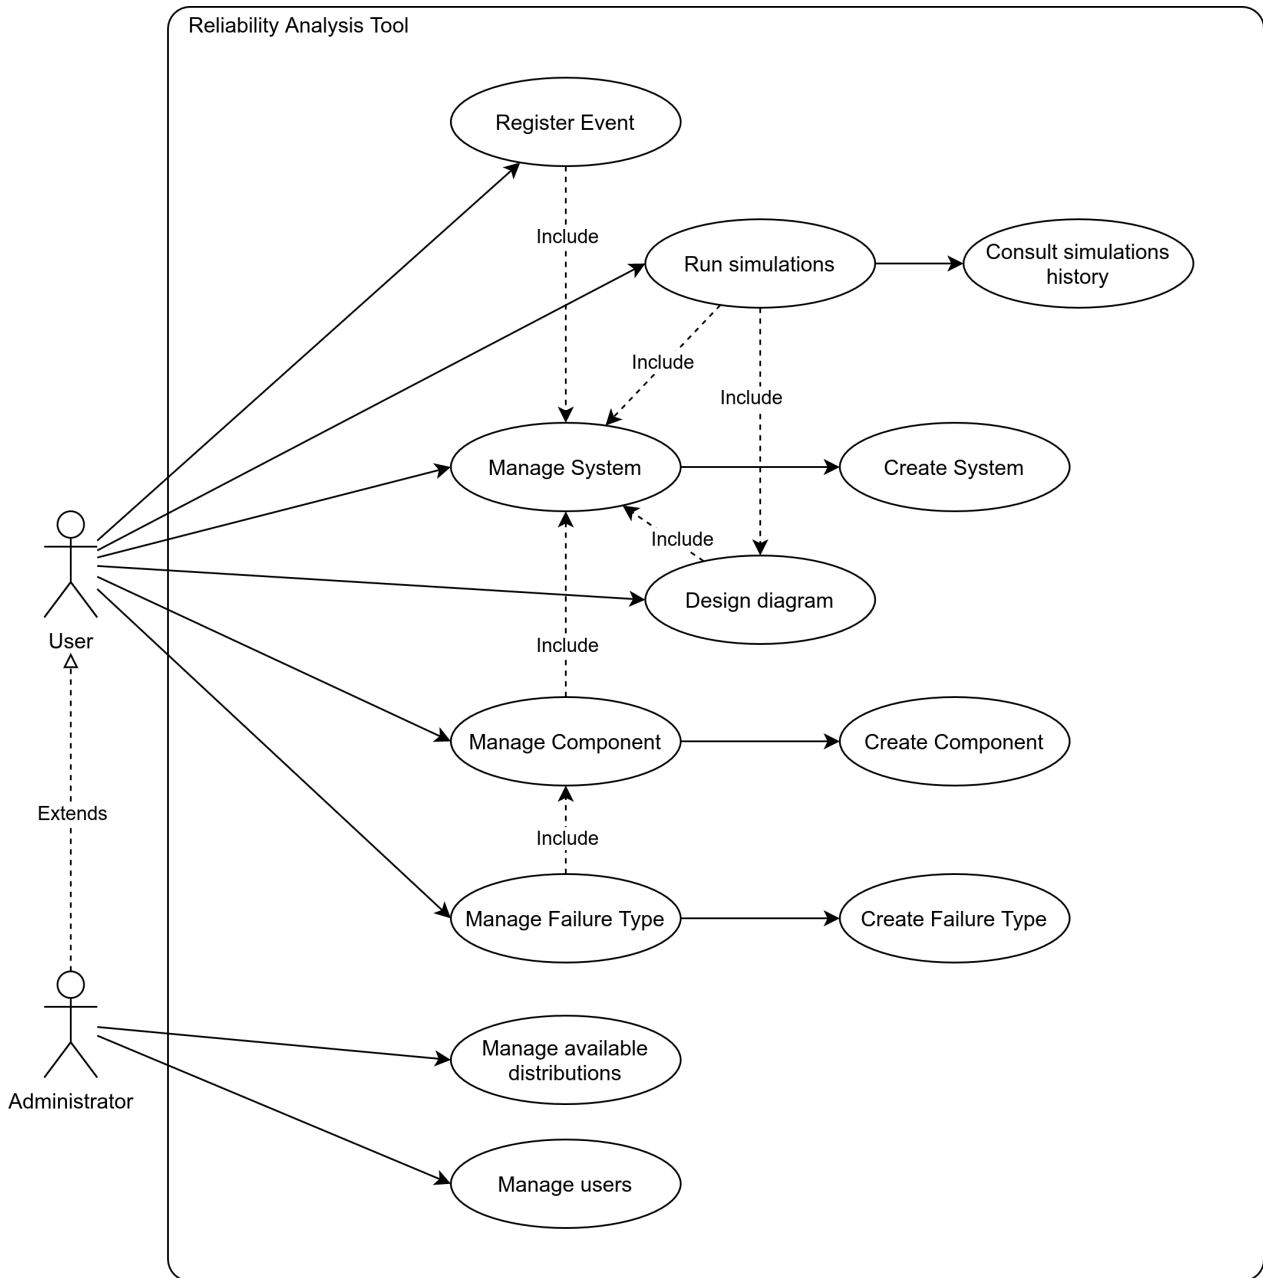 Reliability Analysis Tool
Register Event
Include
Run simulations
Consult simulations
history
Include
Include
Manage System
Create System
Include
Design diagram
User
Include
Manage Component
Create Component
Extends
Include
Manage Failure Type
Create Failure Type
Manage available
distributions
Administrator
Manage users